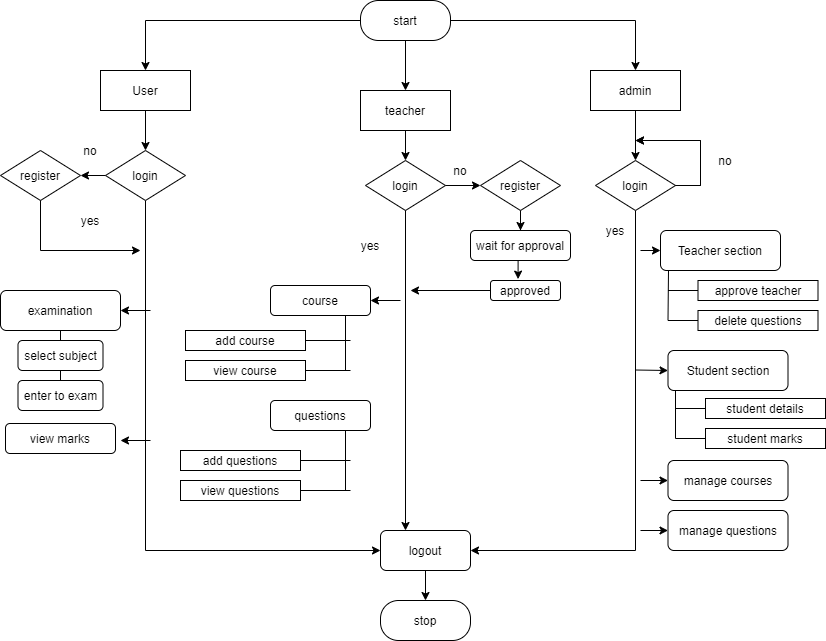 start
User
teacher
admin
no
register
login
yes
login
no
register
no
login
yes
wait for approval
yes
approved
Teacher section
approve teacher
delete questions
examination
select subject
enter to exam
view marks
course
add course
view course
questions
add questions
view questions
Student section
student details
student marks
manage courses
manage questions
logout
stop